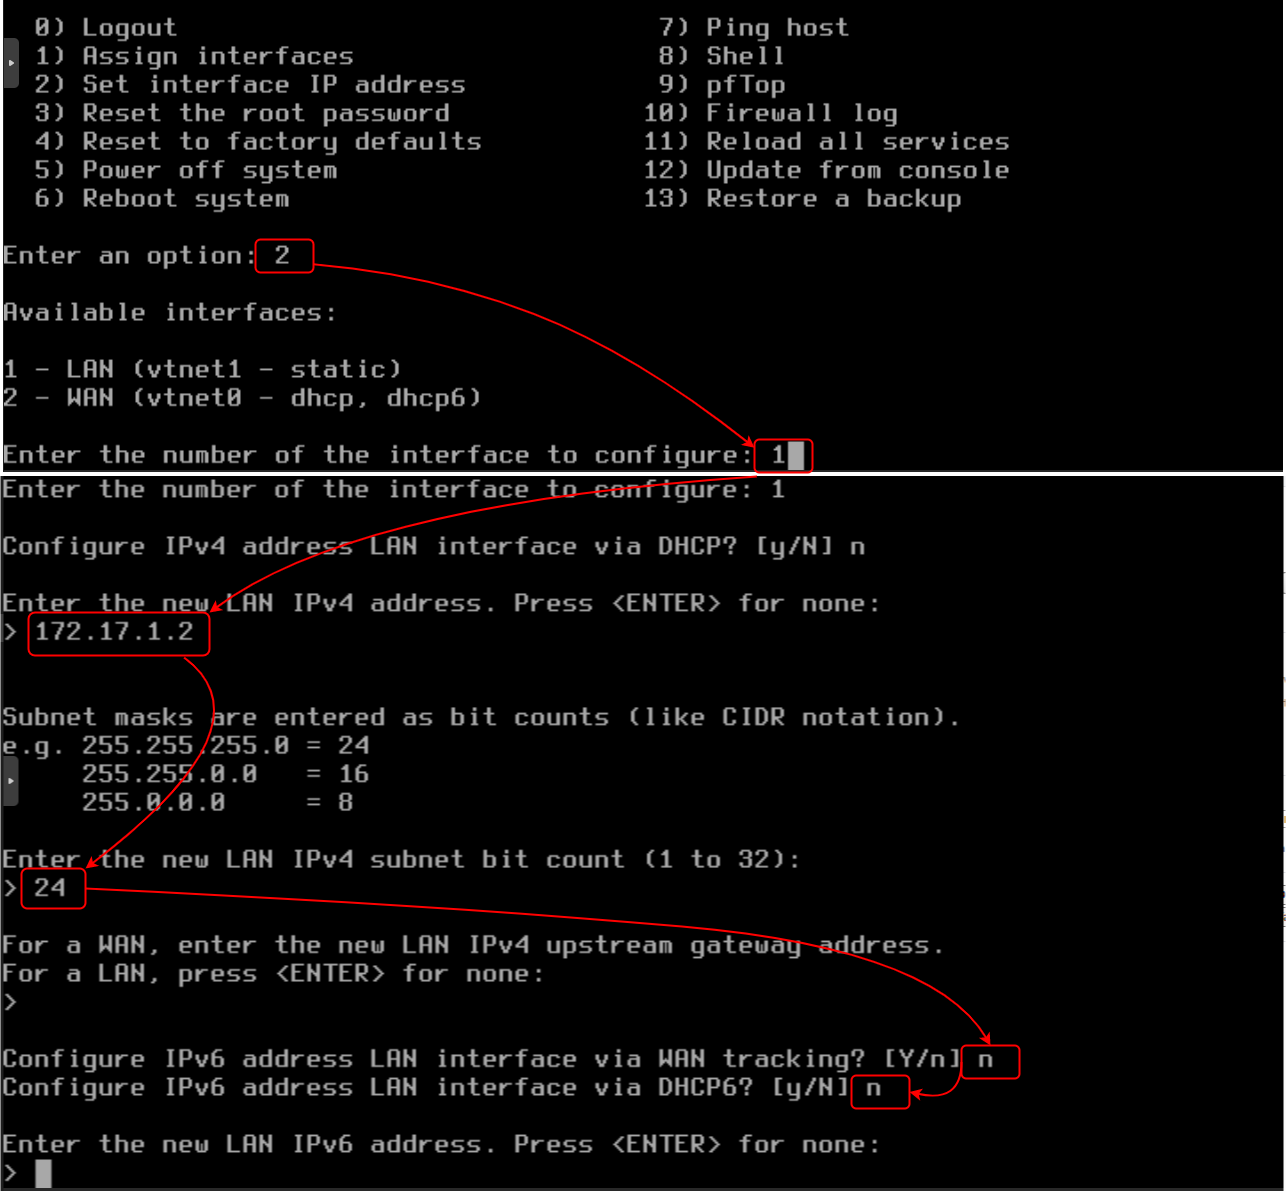 0) Logout 7) Ping host
1) Assign interfaces 8) Shell
2) Set interface IP address 9) pfTop
3) Reset the root password 10) Firewall log
4) Reset to factory defaults 11) Reload all services
5) Power off system 12) Update from console
6) Reboot system 13) Restore a backup
Enter an option: 2
Available interfaces:
1 - LAN (vtnet1 - static)
2 - WAN (vtnet0 - dhcp, dhcp6)
Enter the number of the interface to configure: 1
Enter the number of the interface to configure: 1
Configure IPv4 address LAN interface via DHCP? [y/N] n
Enter the new LAN IPv4 address. Press <ENTER> for none:
> 172.17.1.2
Subnet masks are entered as bit counts (like CIDR notation).
e.g. 255.255.255.0 = 24
255.255.0.0 = 16
255.0.0.0 = 8
Enter the new LAN IPv4 subnet bit count (1 to 32):
> 24
For a WAN, enter the new LAN IPv4 upstream gateway address.
For a LAN, press <ENTER> for none:
>
Configure IPv6 address LAN interface via WAN tracking? [Y/n] n
Configure IPv6 address LAN interface via DHCP6? [y/N] n
Enter the new LAN IPv6 address. Press <ENTER> for none:
>